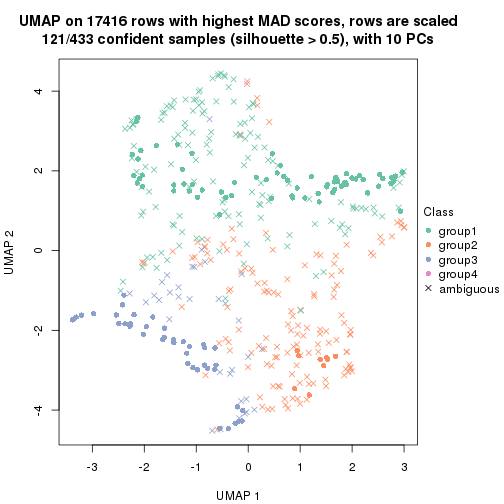 UMAP on 17416 rows with highest MAD scores, rows are scaled
121/433 confident samples (silhouette > 0.5), with 10 PCs
4
2
0
-2
-4
UMAP 2
-3
-2
-1
0
1
2
3
UMAP 1
Class
group1
group2
group3
group4
ambiguous